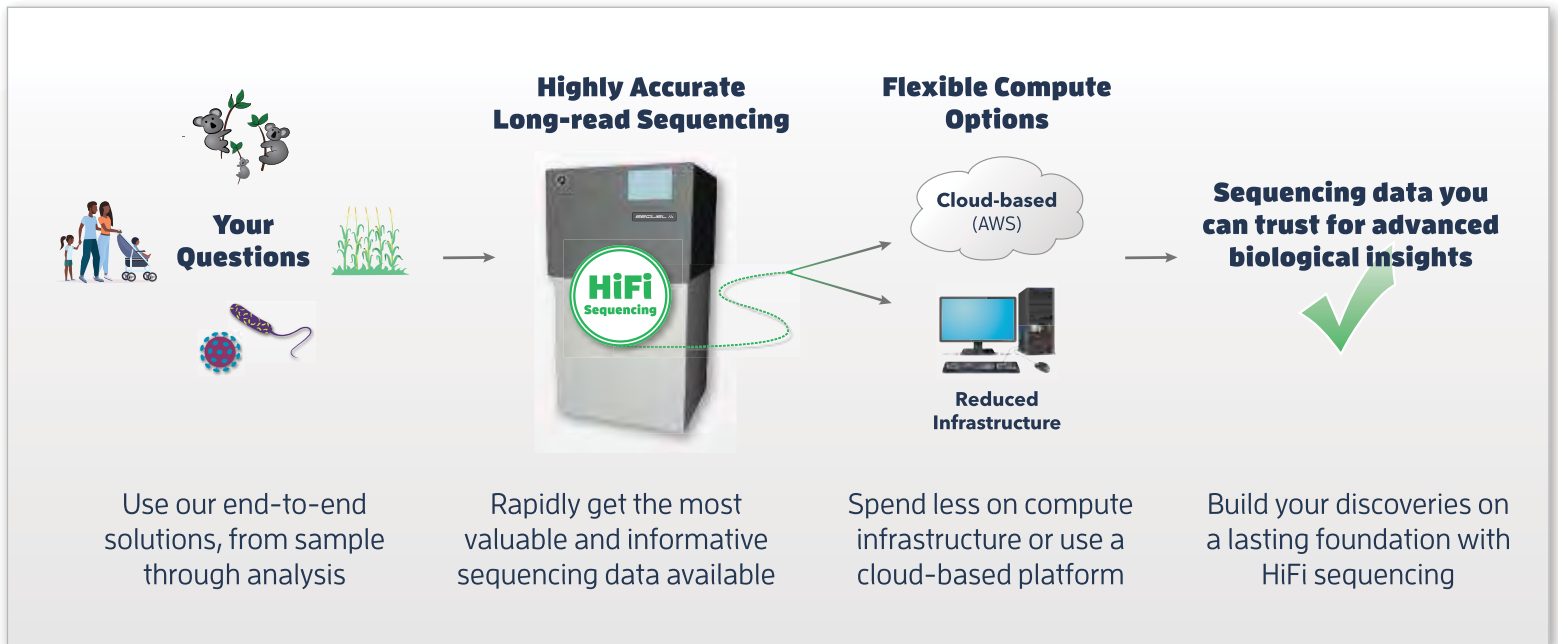 Your
Questions
Highly Accurate
Long-read Sequencing
SEQUEL
HiFi
Sequencing
Flexible Compute
Options
Cloud-based
(AWS)
Reduced
Infrastructure
Sequencing data you
can trust for advanced
biological insights
Use our end-to-end
solutions, from sample
through analysis
Rapidly get the most
valuable and informative
sequencing data available
Spend less on compute
infrastructure or use a
cloud-based platform
Build your discoveries on
a lasting foundation with
HiFi sequencing